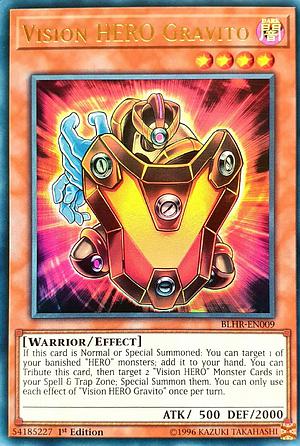 Vision HERO Gravito
DARK
闇
BLHR-EN009
[WARRIOR/EFFECT]
If this card is Normal or Special Summoned: You can target 1 of
your banished "HERO" monsters; add it to your hand. You can
Tribute this card, then target 2 "Vision HERO" Monster Cards in
your Spell & Trap Zone; Special Summon them. You can only use
each effect of "Vision HERO Gravito" once per turn.
ATK/ 500 DEF/2000
54185227 1st Edition ©1996 KAZUKI TAKAHASHI